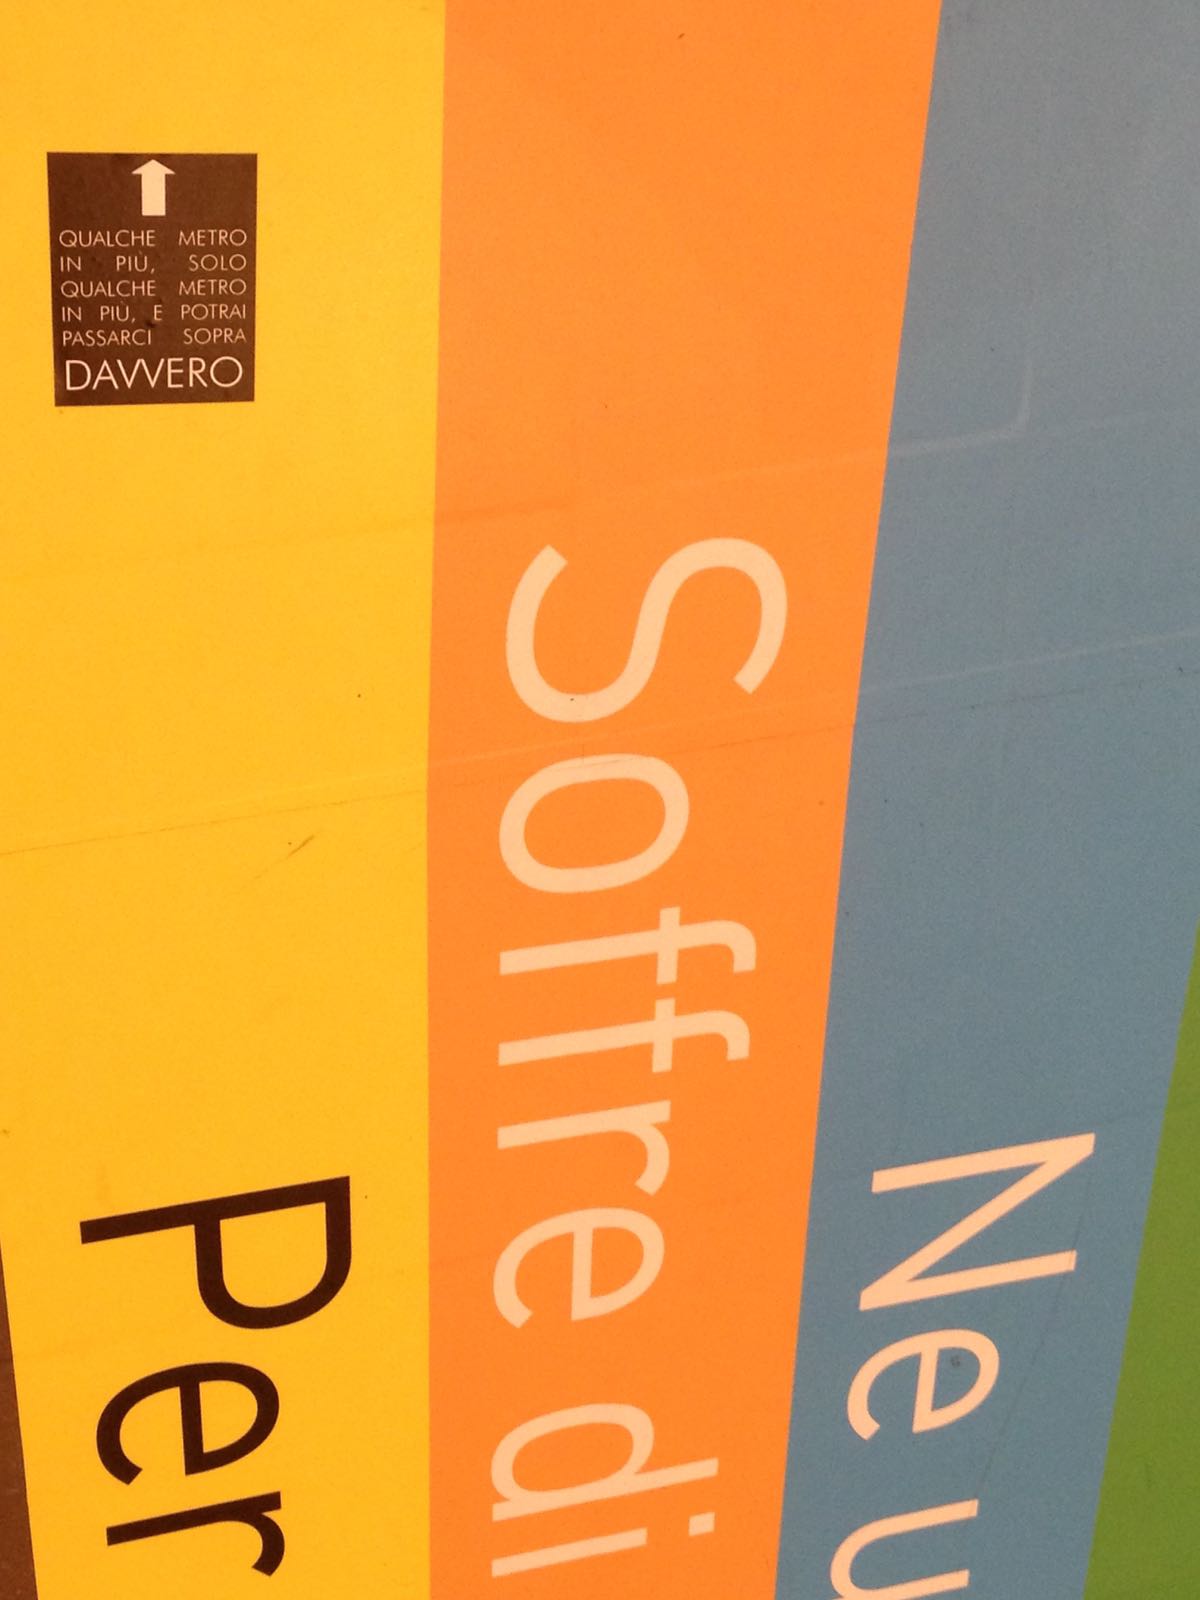 QUALCHE METRO
IN PIÙ, SOLO
QUALCHE METRO
IN PIÙ, E POTRAI
PASSARCI SOPRA
DAVVERO
Per
Soffre di
Ne u